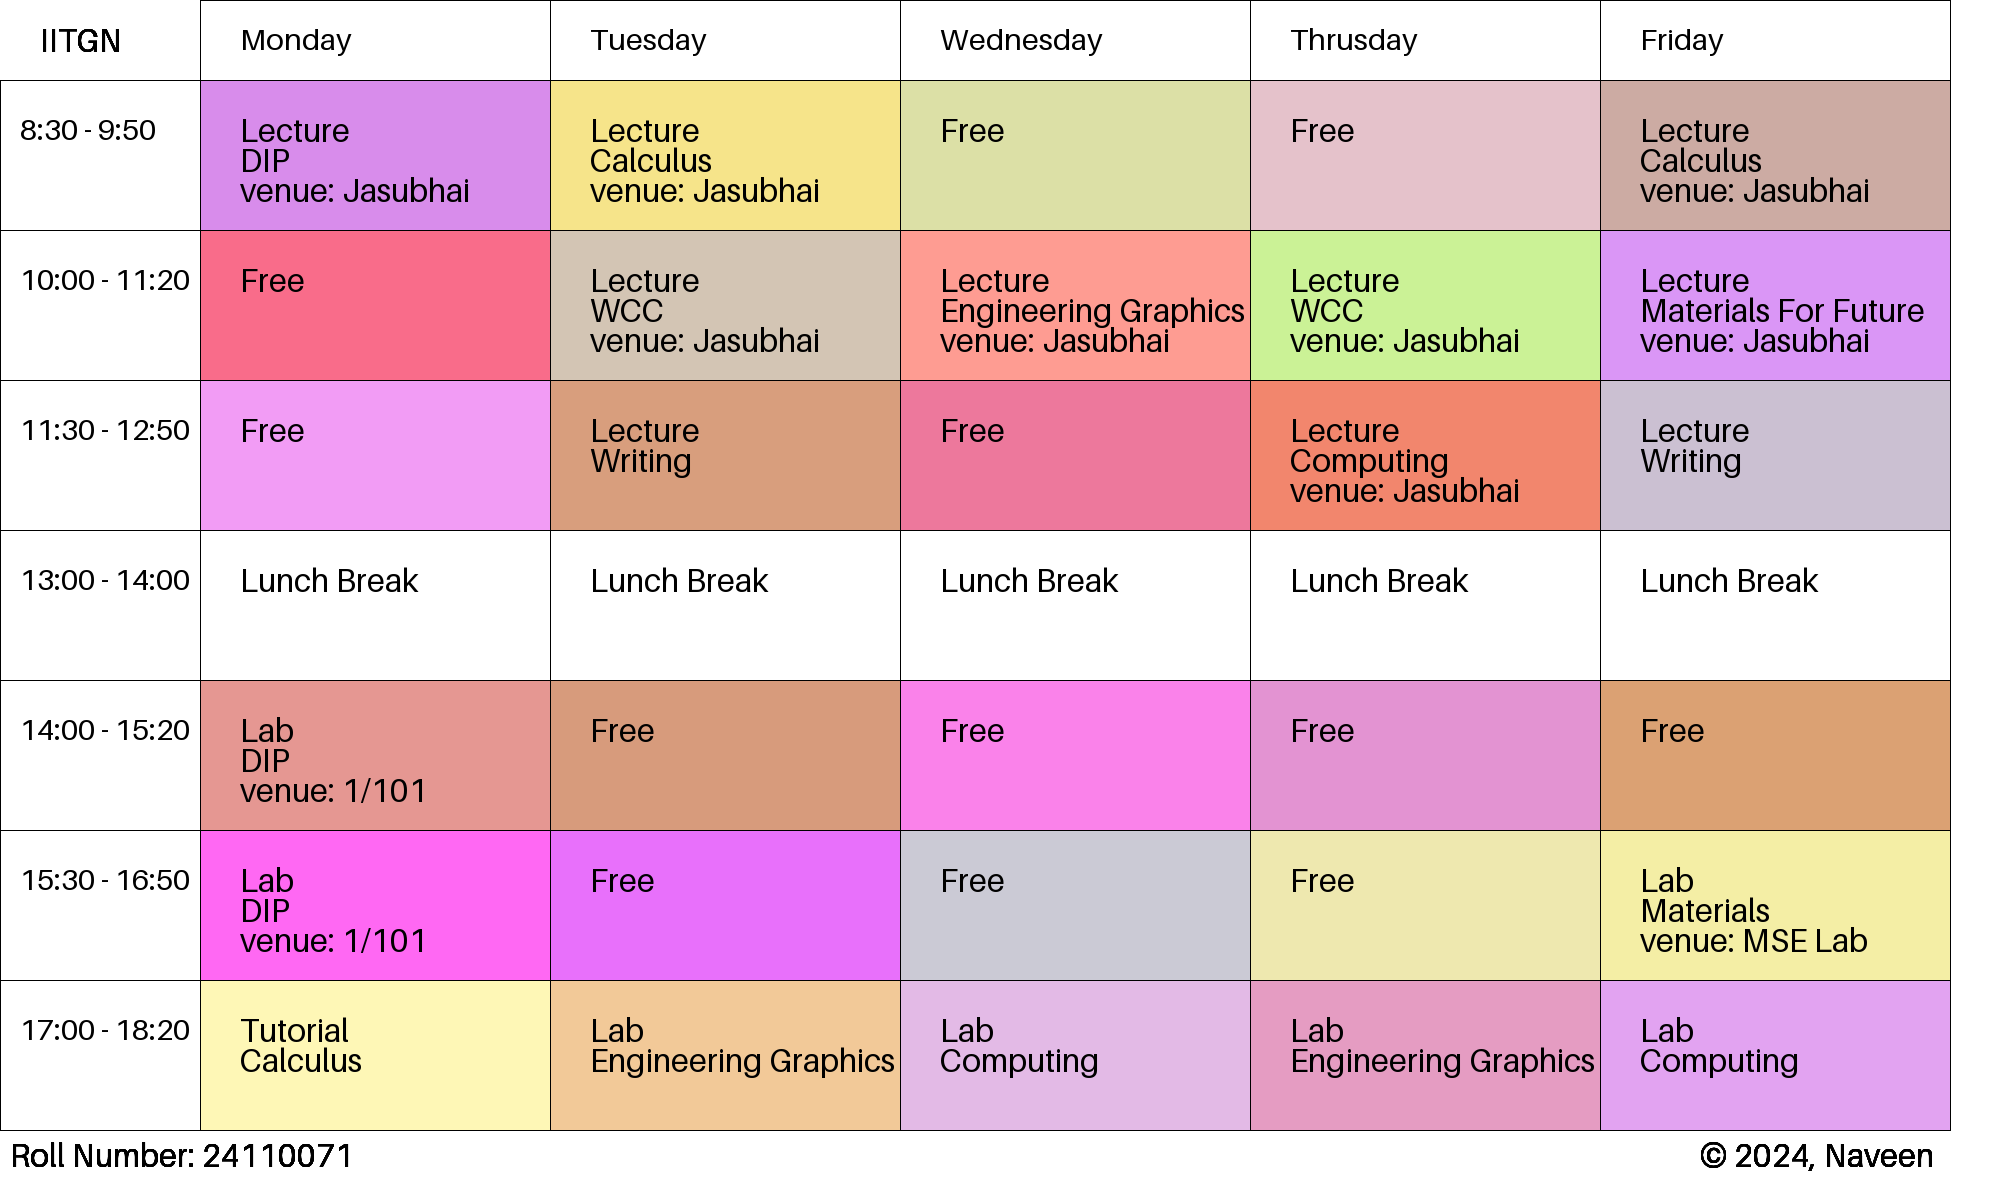 IITGN
Monday
Tuesday
Wednesday
Thrusday
Friday
8:30 - 9:50
Lecture
DIP
venue: Jasubhai
Lecture
Calculus
venue: Jasubhai
Free
Free
Lecture
Calculus
venue: Jasubhai
10:00 - 11:20
Free
Lecture
WCC
venue: Jasubhai
Lecture
Engineering Graphics
venue: Jasubhai
Lecture
WCC
venue: Jasubhai
Lecture
Materials For Future
venue: Jasubhai
11:30 - 12:50
Free
Lecture
Writing
Free
Lecture
Computing
venue: Jasubhai
Lecture
Writing
13:00 - 14:00
Lunch Break
Lunch Break
Lunch Break
Lunch Break
Lunch Break
14:00 - 15:20
Lab
DIP
venue: 1/101
Free
Free
Free
Free
15:30 - 16:50
Lab
DIP
venue: 1/101
Free
Free
Free
Lab
Materials
venue: MSE Lab
17:00 - 18:20
Tutorial
Calculus
Lab
Engineering Graphics
Lab
Computing
Lab
Engineering Graphics
Lab
Computing
Roll Number: 24110071
© 2024, Naveen